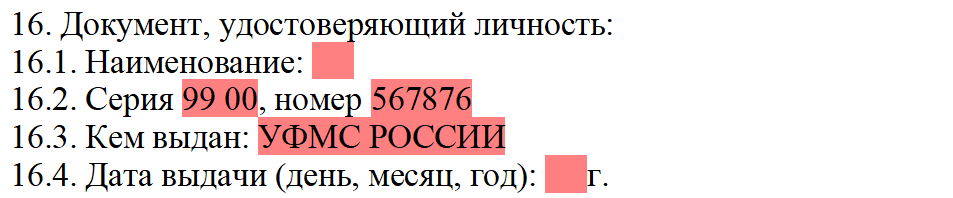 16. Документ, удостоверяющий личность:
16.1. Наименование:
16.2. Серия 99 00, номер 567876
16.3. Кем выдан: УФМС РОССИИ
16.4. Дата выдачи (день, месяц, год): г.